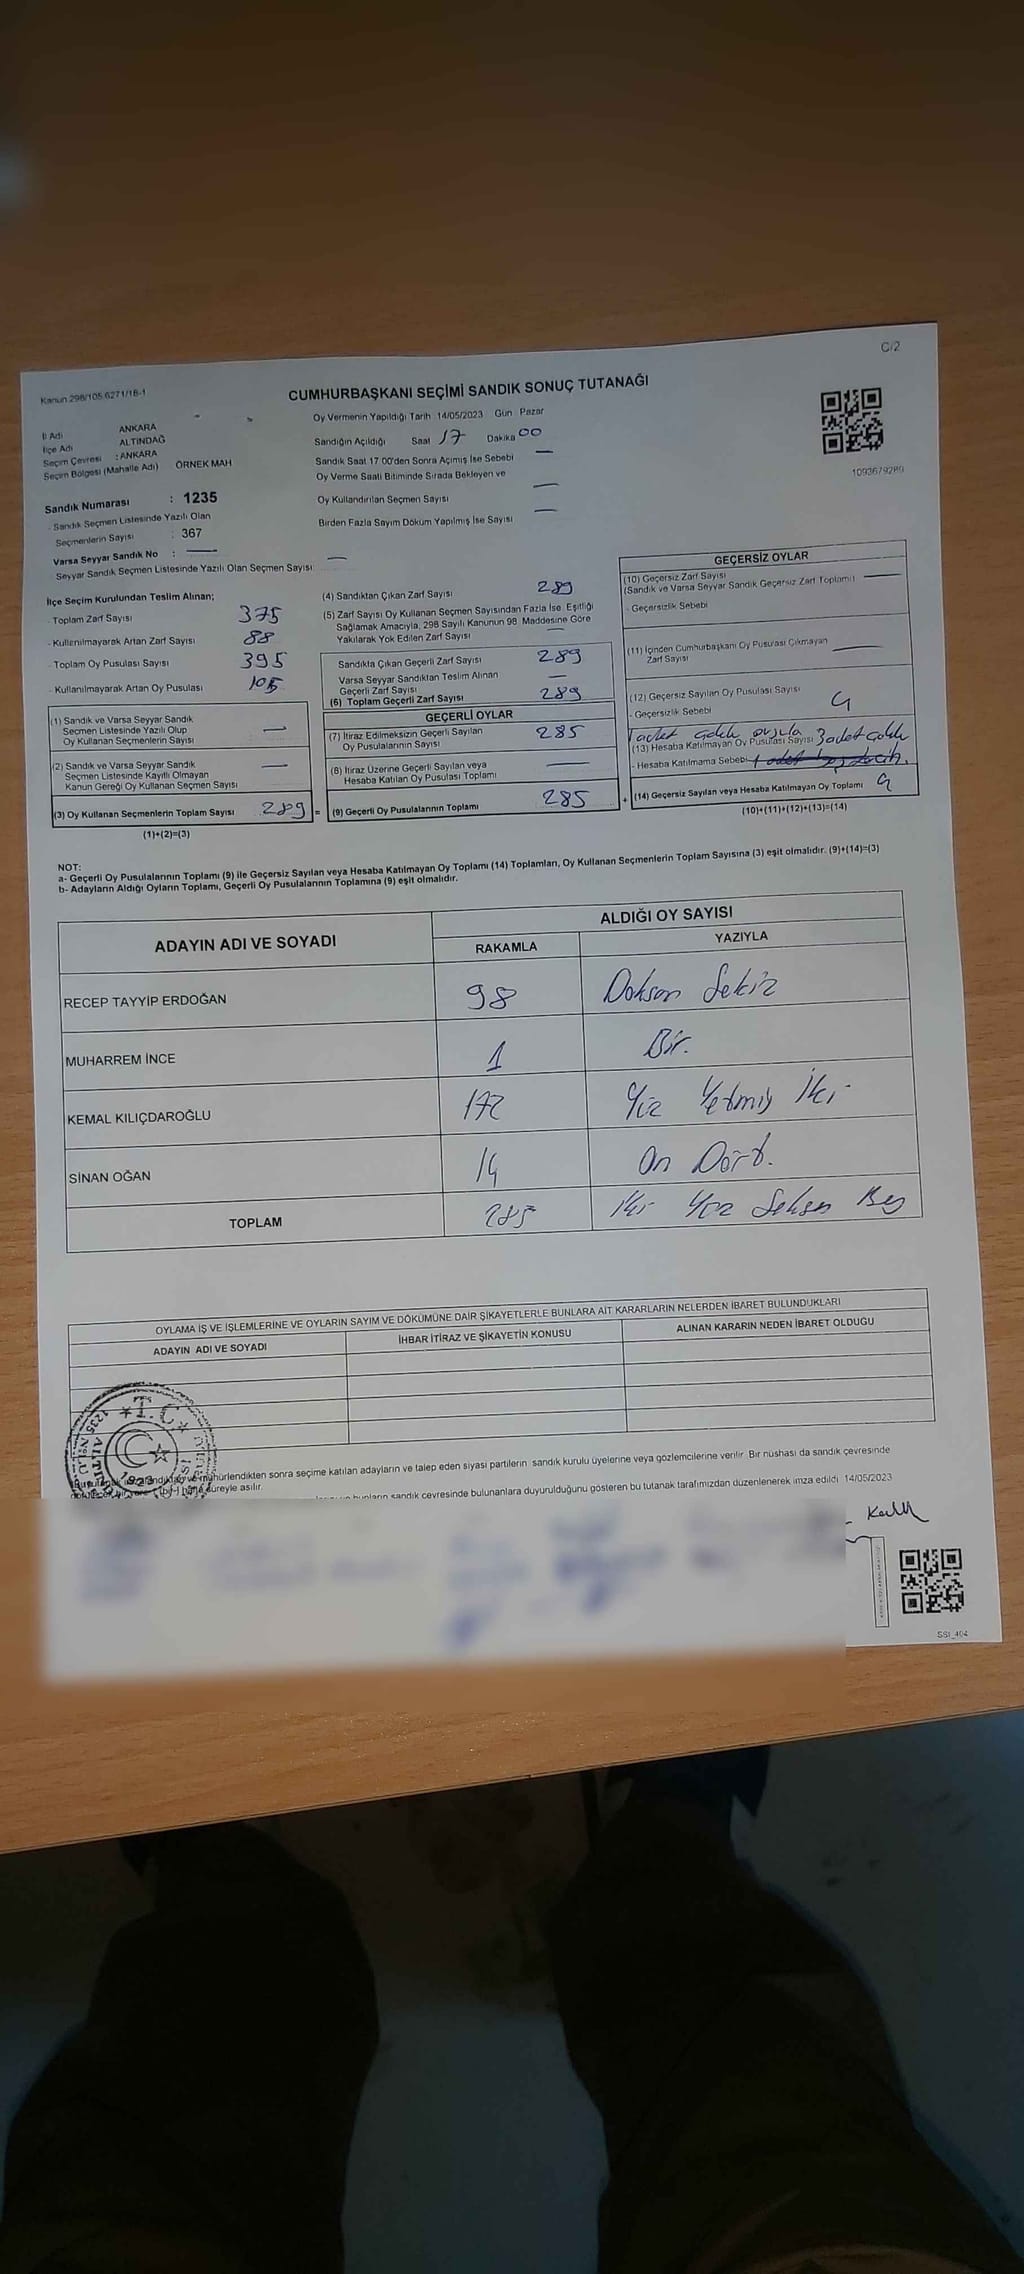 C/2
Kanun 298/105.6271/18-1
CUMHURBAŞKANI SEÇİMİ SANDIK SONUÇ TUTANAĞI
İl Adı ANKARA
İlçe Adı ALTINDAĞ
Seçim Çevresi : ANKARA
Seçim Bölgesi (Mahalle Adı) ÖRNEK MAH
Sandık Numarası : 1235
- Sandık Seçmen Listesinde Yazılı Olan
Seçmenlerin Sayısı : 367
Varsa Seyyar Sandık No : —
Seyyar Sandık Seçmen Listesinde Yazılı Olan Seçmen Sayısı: —
Oy Vermenin Yapıldığı Tarih 14/05/2023 Gün Pazar
Sandığın Açıldığı Saat 17 Dakika 00
Sandık Saat 17 00'den Sonra Açımış İse Sebebi —
Oy Verme Saati Bitiminde Sırada Bekleyen ve
Oy Kullandırılan Seçmen Sayısı —
Birden Fazla Sayım Döküm Yapılmış İse Sayısı —
1093679280
İlçe Seçim Kurulundan Teslim Alınan;
- Toplam Zarf Sayısı 375
- Kullanılmayarak Artan Zarf Sayısı 88
- Toplam Oy Pusulası Sayısı 395
- Kullanılmayarak Artan Oy Pusulası 105
(1) Sandık ve Varsa Seyyar Sandık
Seçmen Listesinde Yazılı Olup
Oy Kullanan Seçmenlerin Sayısı —
(2) Sandık ve Varsa Seyyar Sandık
Seçmen Listesinde Kayıtlı Olmayan
Kanun Gereği Oy Kullanan Seçmen Sayısı —
(3) Oy Kullanan Seçmenlerin Toplam Sayısı 289 =
(1)+(2)=(3)
(4) Sandıktan Çıkan Zarf Sayısı 289
(5) Zarf Sayısı Oy Kullanan Seçmen Sayısından Fazla İse Eşitliği
Sağlamak Amacıyla, 298 Sayılı Kanunun 98 Maddesine Göre
Yakılarak Yok Edilen Zarf Sayısı —
Sandıkta Çıkan Geçerli Zarf Sayısı 289
Varsa Seyyar Sandıktan Teslim Alınan
Geçerli Zarf Sayısı —
(6) Toplam Geçerli Zarf Sayısı 289
GEÇERLİ OYLAR
(7) İtiraz Edilmeksizin Geçerli Sayılan
Oy Pusulalarının Sayısı 285
(8) İtiraz Üzerine Geçerli Sayılan veya
Hesaba Katılan Oy Pusulası Toplamı —
(9) Geçerli Oy Pusulalarının Toplamı 285 +
GEÇERSİZ OYLAR
(10) Geçersiz Zarf Sayısı
(Sandık ve Varsa Seyyar Sandık Geçersiz Zarf Toplamı) —
- Geçersizlik Sebebi
(11) İçinden Cumhurbaşkanı Oy Pusulası Çıkmayan
Zarf Sayısı —
(12) Geçersiz Sayılan Oy Pusulası Sayısı 4
- Geçersizlik Sebebi
1 adet pusula
(13) Hesaba Katılmayan Oy Pusulası Sayısı 3 adet
- Hesaba Katılmama Sebebi
(14) Geçersiz Sayılan veya Hesaba Katılmayan Oy Toplamı 4
(10)+(11)+(12)+(13)=(14)
NOT:
a- Geçerli Oy Pusulalarının Toplamı (9) ile Geçersiz Sayılan veya Hesaba Katılmayan Oy Toplamı (14) Toplamları, Oy Kullanan Seçmenlerin Toplam Sayısına (3) eşit olmalıdır. (9)+(14)=(3)
b- Adayların Aldığı Oyların Toplamı, Geçerli Oy Pusulalarının Toplamına (9) eşit olmalıdır.
ADAYIN ADI VE SOYADI
ALDIĞI OY SAYISI
RAKAMLA YAZIYLA
RECEP TAYYİP ERDOĞAN 98 Doksan Sekiz
MUHARREM İNCE 1 Bir.
KEMAL KILIÇDAROĞLU 172 Yüz Yetmiş İki
SİNAN OĞAN 14 On Dört.
TOPLAM 285 İki Yüz Seksen Beş
OYLAMA İŞ VE İŞLEMLERİNE VE OYLARIN SAYIM VE DÖKÜMÜNE DAİR ŞİKAYETLERLE BUNLARA AİT KARARLARIN NELERDEN İBARET BULUNDUKLARI
ADAYIN ADI VE SOYADI İHBAR İTİRAZ VE ŞİKAYETİN KONUSU ALINAN KARARIN NEDEN İBARET OLDUĞU
T.C
1923
mühürlendikten sonra seçime katılan adayların ve talep eden siyasi partilerin sandık kurulu üyelerine veya gözlemcilerine verilir Bir nüshası da sandık çevresinde
süreyle asılır.
bunların sandık çevresinde bulunanlara duyurulduğunu gösteren bu tutanak tarafımızdan düzenlenerek imza edildi 14/05/2023
SSI_404